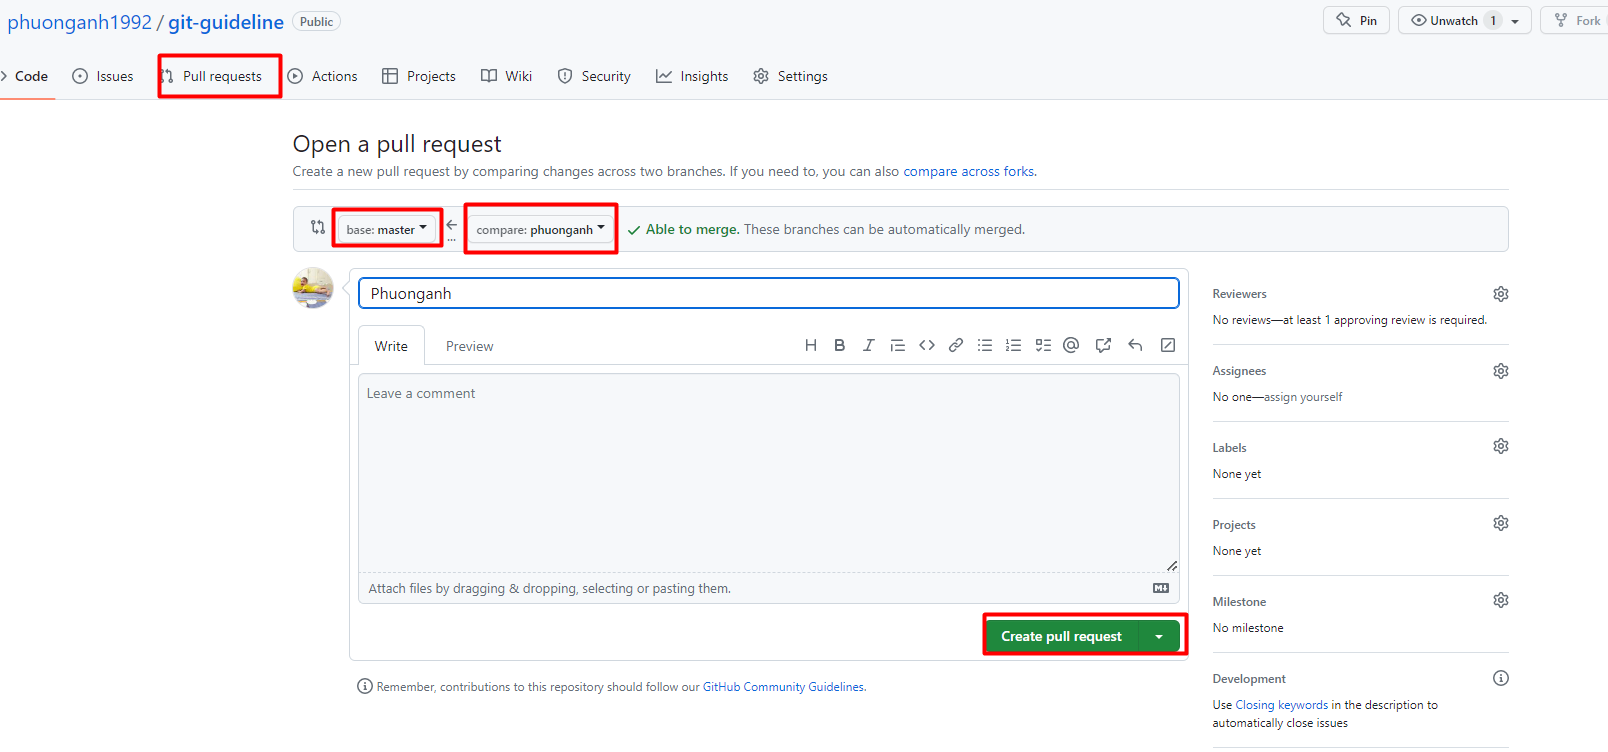 phuonganh1992 / git-guideline Public
Pin Unwatch 1 Fork
Code Issues Pull requests Actions Projects Wiki Security Insights Settings
Open a pull request
Create a new pull request by comparing changes across two branches. If you need to, you can also compare across forks.
base: master compare: phuonganh Able to merge. These branches can be automatically merged.
Phuonganh
Write Preview
Leave a comment
Attach files by dragging & dropping, selecting or pasting them.
Create pull request
Remember, contributions to this repository should follow our GitHub Community Guidelines.
Reviewers
No reviews—at least 1 approving review is required.
Assignees
No one—assign yourself
Labels
None yet
Projects
None yet
Milestone
No milestone
Development
Use Closing keywords in the description to
automatically close issues